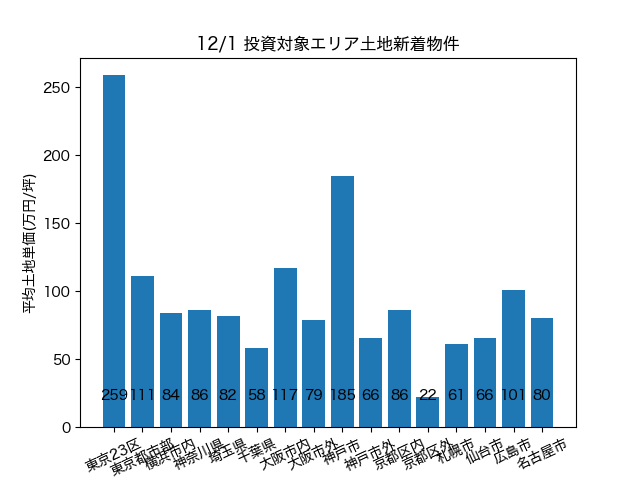 12/1 投資対象エリア土地新着物件
平均土地単価(万円/坪)
250
200
150
100
50
0
259 111 84 86 82 58 117 79 185 66 86 22 61 66 101 80
東京23区
東京都市部
横浜市内
神奈川県
埼玉県
千葉県
大阪市内
大阪市外
神戸市
神戸市外
京都区内
京都区外
札幌市
仙台市
広島市
名古屋市